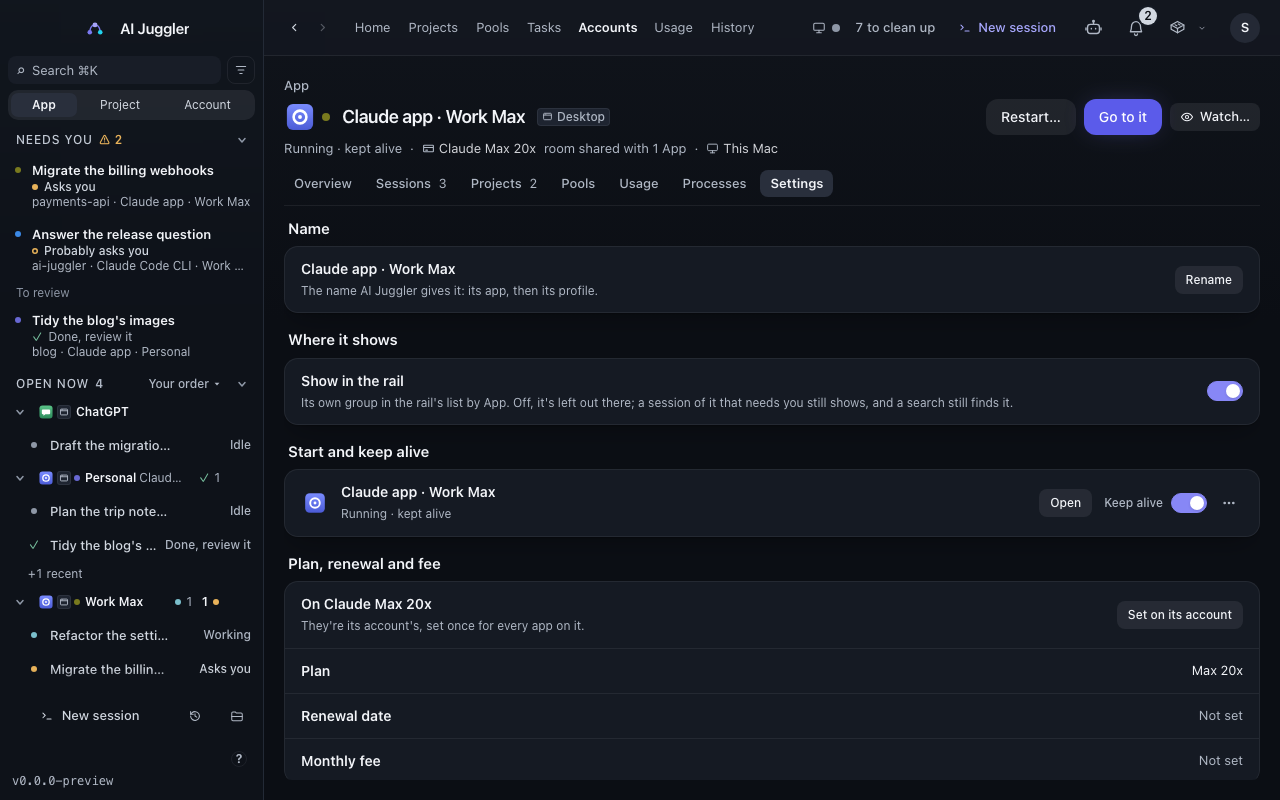 AI Juggler
Search ⌘K
App Project Account
NEEDS YOU 2
Migrate the billing webhooks
Asks you
payments-api · Claude app · Work Max
Answer the release question
Probably asks you
ai-juggler · Claude Code CLI · Work ...
To review
Tidy the blog's images
Done, review it
blog · Claude app · Personal
OPEN NOW 4 Your order
ChatGPT
Draft the migratio... Idle
Personal Claud... 1
Plan the trip note... Idle
Tidy the blog's ... Done, review it
+1 recent
Work Max 1 1
Refactor the setti... Working
Migrate the billin... Asks you
New session
?
v0.0.0-preview
Home Projects Pools Tasks Accounts Usage History
7 to clean up New session 2 S
App
Claude app · Work Max Desktop
Restart... Go to it Watch...
Running · kept alive · Claude Max 20x room shared with 1 App · This Mac
Overview Sessions 3 Projects 2 Pools Usage Processes Settings
Name
Claude app · Work Max
The name AI Juggler gives it: its app, then its profile.
Rename
Where it shows
Show in the rail
Its own group in the rail's list by App. Off, it's left out there; a session of it that needs you still shows, and a search still finds it.
Start and keep alive
Claude app · Work Max
Running · kept alive
Open Keep alive
Plan, renewal and fee
On Claude Max 20x
They're its account's, set once for every app on it.
Set on its account
Plan Max 20x
Renewal date Not set
Monthly fee Not set